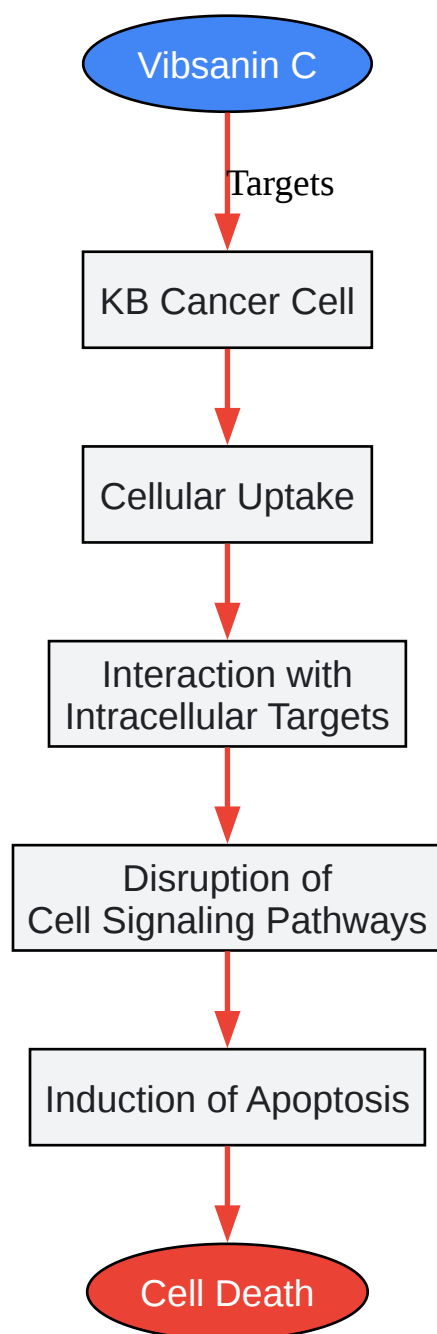 Vibsanin C
Targets
KB Cancer Cell
Cellular Uptake
Interaction with
Intracellular Targets
Disruption of
Cell Signaling Pathways
Induction of Apoptosis
Cell Death